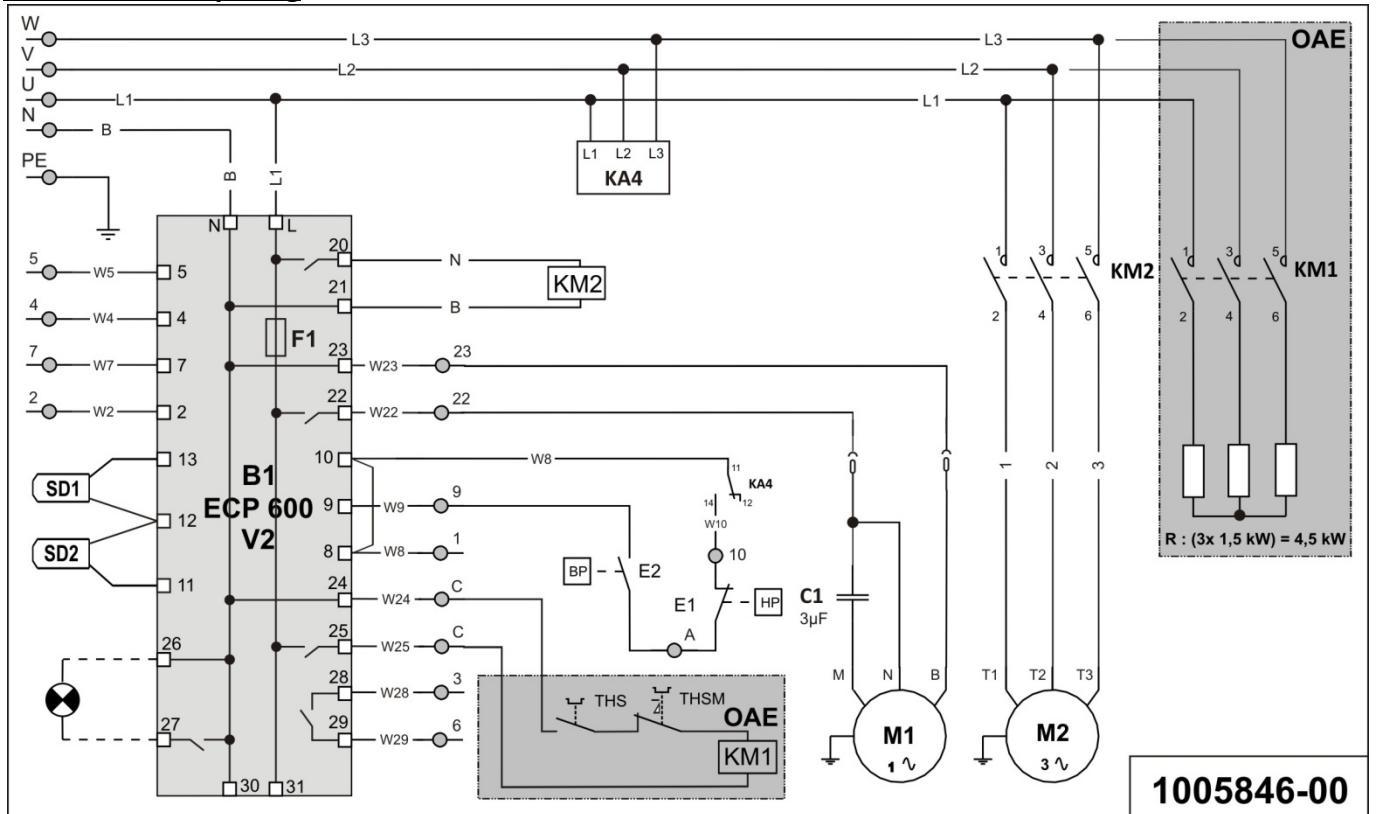 W
L3
L3
OAE
V
L2
L2
U
L1
L1
N
B
PE
B
L1
L1 L2 L3
KA4
N L
20
N
KM2
21
B
1 3 5
KM2
2 4 6
1 3 5
KM1
2 4 6
5
W5
5
4
W4
4
F1
7
W7
7
23
W23
23
2
W2
2
22
W22
22
13
SD1
B1
ECP 600
V2
10
W8
11
KA4
14 12
W10
12
9
W9
9
10
SD2
8
W8
1
BP
E2
E1
HP
C1
3µF
R : (3x 1,5 kW) = 4,5 kW
1 2 3
11
24
W24
C
A
25
W25
C
26
28
W28
3
THS THSM
OAE
M N B
T1 T2 T3
27
29
W29
6
KM1
M1
1 ∿
M2
3 ∿
30 31
1005846-00